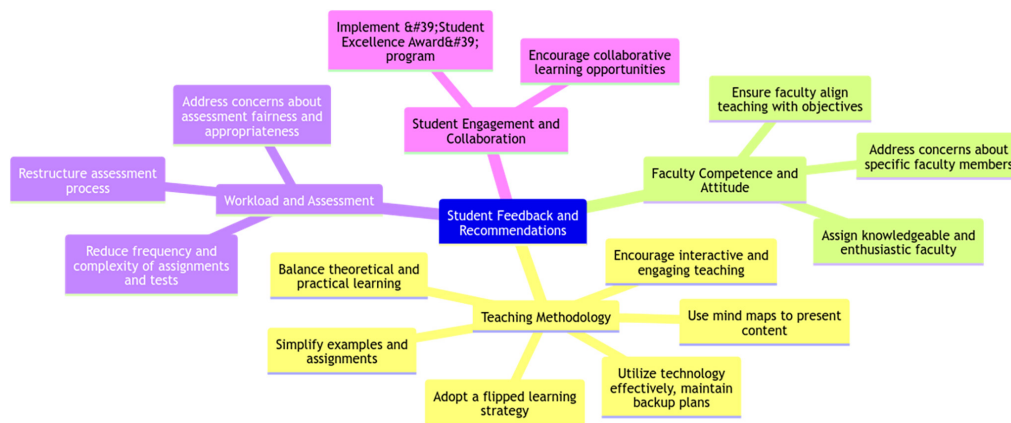 Implement &#39;Student
Excellence Award&#39;
program
Encourage collaborative
learning opportunities
Student Engagement and
Collaboration
Address concerns about
assessment fairness and
appropriateness
Restructure assessment
process
Workload and Assessment
Reduce frequency and
complexity of assignments
and tests
Ensure faculty align
teaching with objectives
Address concerns about
specific faculty members
Faculty Competence and
Attitude
Assign knowledgeable and
enthusiastic faculty
Student Feedback and
Recommendations
Balance theoretical and
practical learning
Encourage interactive and
engaging teaching
Teaching Methodology
Use mind maps to present
content
Simplify examples and
assignments
Adopt a flipped learning
strategy
Utilize technology
effectively, maintain
backup plans